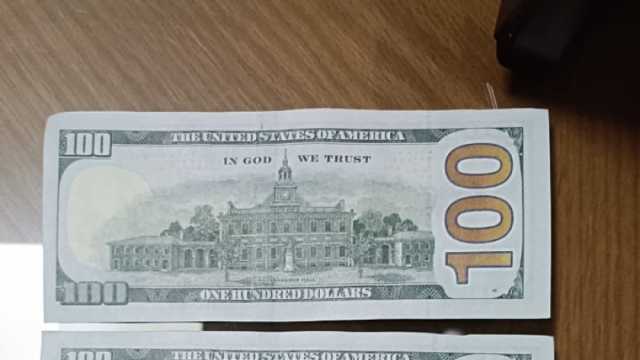 100
THE UNITED STATES OF AMERICA
IN GOD WE TRUST
100
100
ONE HUNDRED DOLLARS
100
THE UNITED STATES OF AMERICA